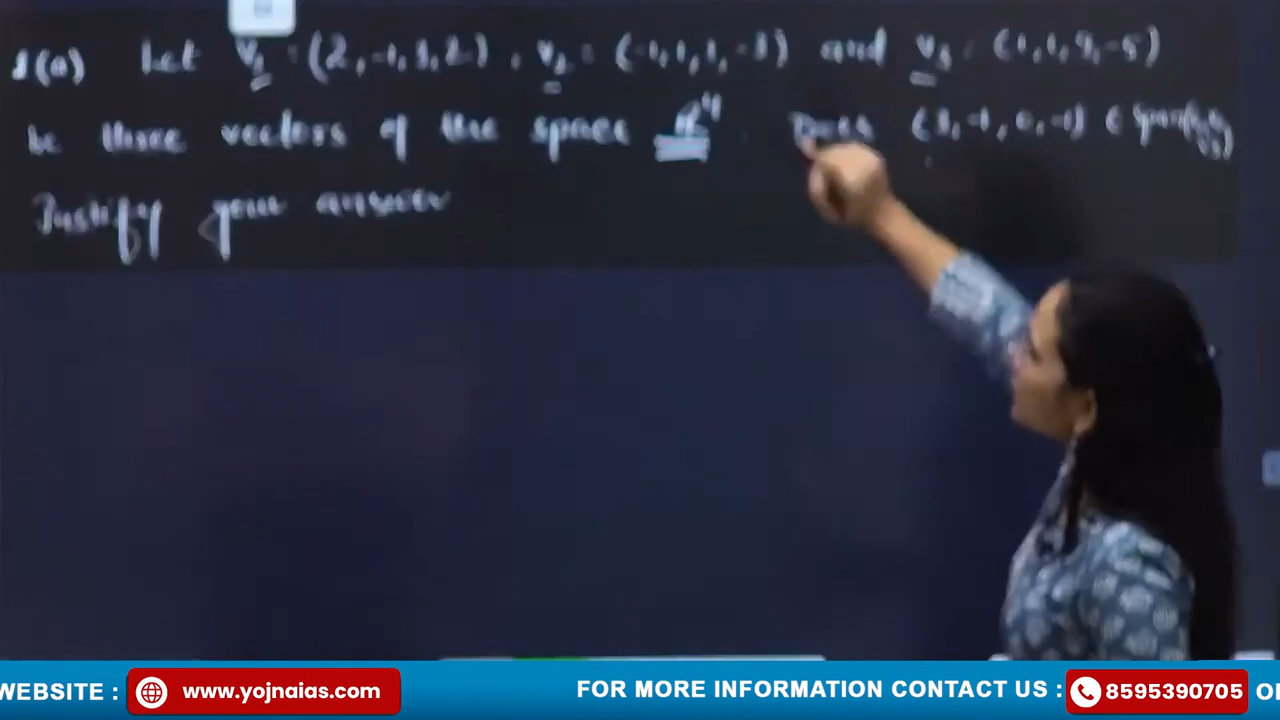 1(a) Let v₁ = (2, -1, 3, 2), v₂ = (-1, 1, 1, -3) and v₃ = (1, 1, 9, -5)
be three vectors of the space R⁴. Does (3, -1, 0, -1) ∈ span{v₁, v₂, v₃}
Justify your answer
WEBSITE : www.yojnaias.com FOR MORE INFORMATION CONTACT US : 8595390705